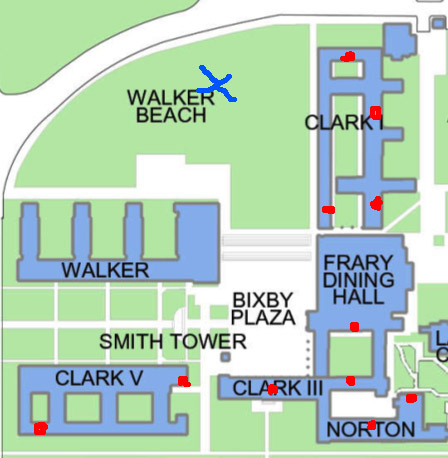 WALKER
BEACH
CLARK I
WALKER
FRARY
DINING
HALL
BIXBY
PLAZA
SMITH TOWER
CLARK V
CLARK III
NORTON